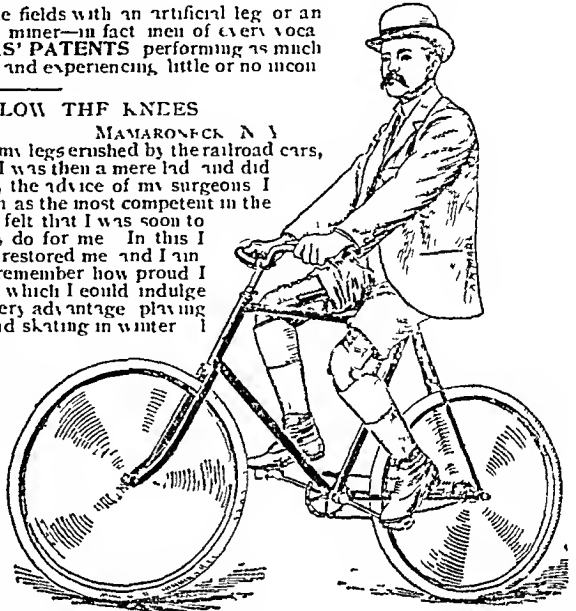 e fields with an artificial leg or an
miner—in fact men of every voca
AS' PATENTS performing as much
and experiencing little or no incon
LOW THE KNEES
MAMARONECK N Y
my legs crushed by the railroad cars,
I was then a mere lad and did
the advice of my surgeons I
as the most competent in the
felt that I was soon to
do for me In this I
restored me and I am
remember how proud I
which I could indulge
ery advantage playing
nd skating in winter I